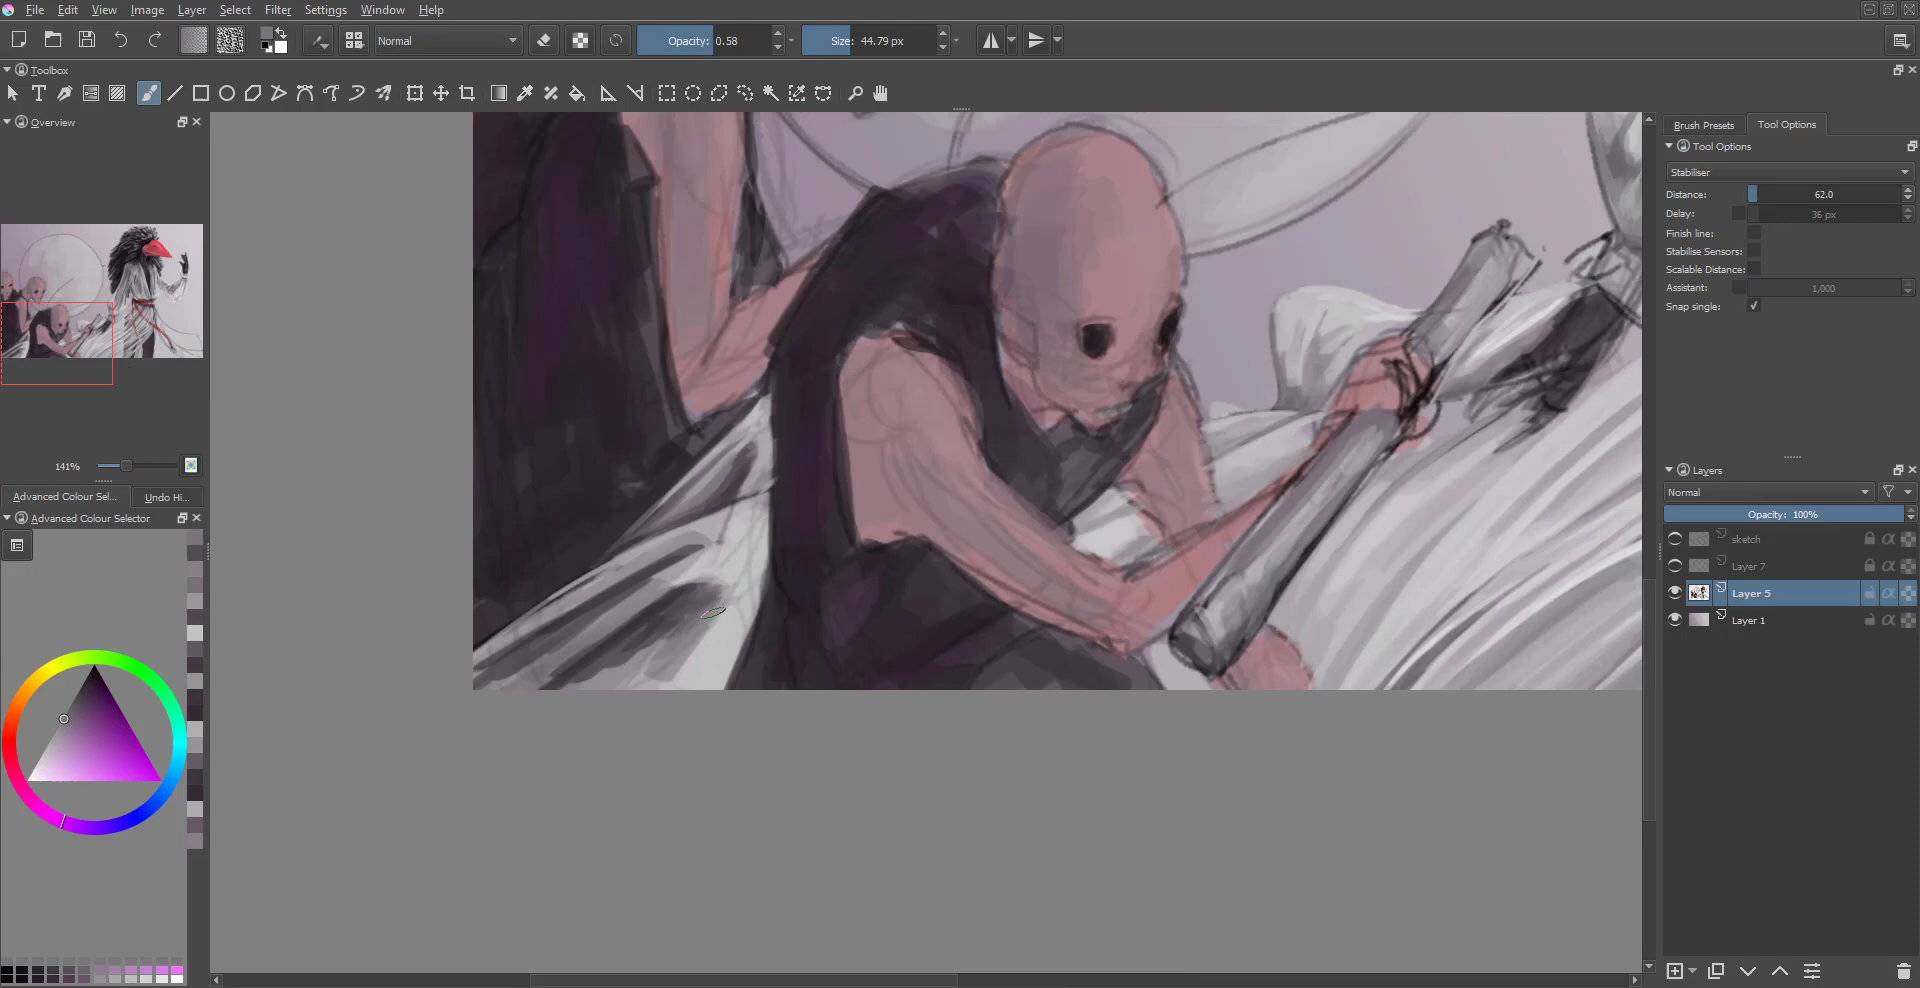 File Edit View Image Layer Select Filter Settings Window Help
Normal Opacity: 0.58 Size: 44.79 px
Toolbox
Overview
141%
Advanced Colour Sel... Undo Hi...
Advanced Colour Selector
Brush Presets Tool Options
Tool Options
Stabiliser
Distance: 62.0
Delay: 36 px
Finish line:
Stabilise Sensors:
Scalable Distance:
Assistant: 1,000
Snap single:
Layers
Normal
Opacity: 100%
sketch
Layer 7
Layer 5
Layer 1